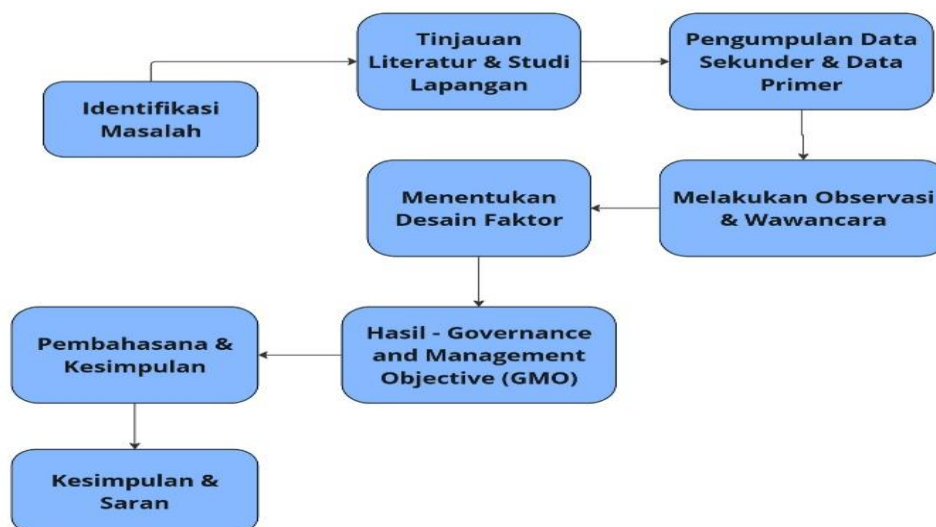 Identifikasi
Masalah
Tinjauan
Literatur & Studi
Lapangan
Pengumpulan Data
Sekunder & Data
Primer
Melakukan Observasi
& Wawancara
Menentukan
Desain Faktor
Hasil - Governance
and Management
Objective (GMO)
Pembahasana &
Kesimpulan
Kesimpulan &
Saran